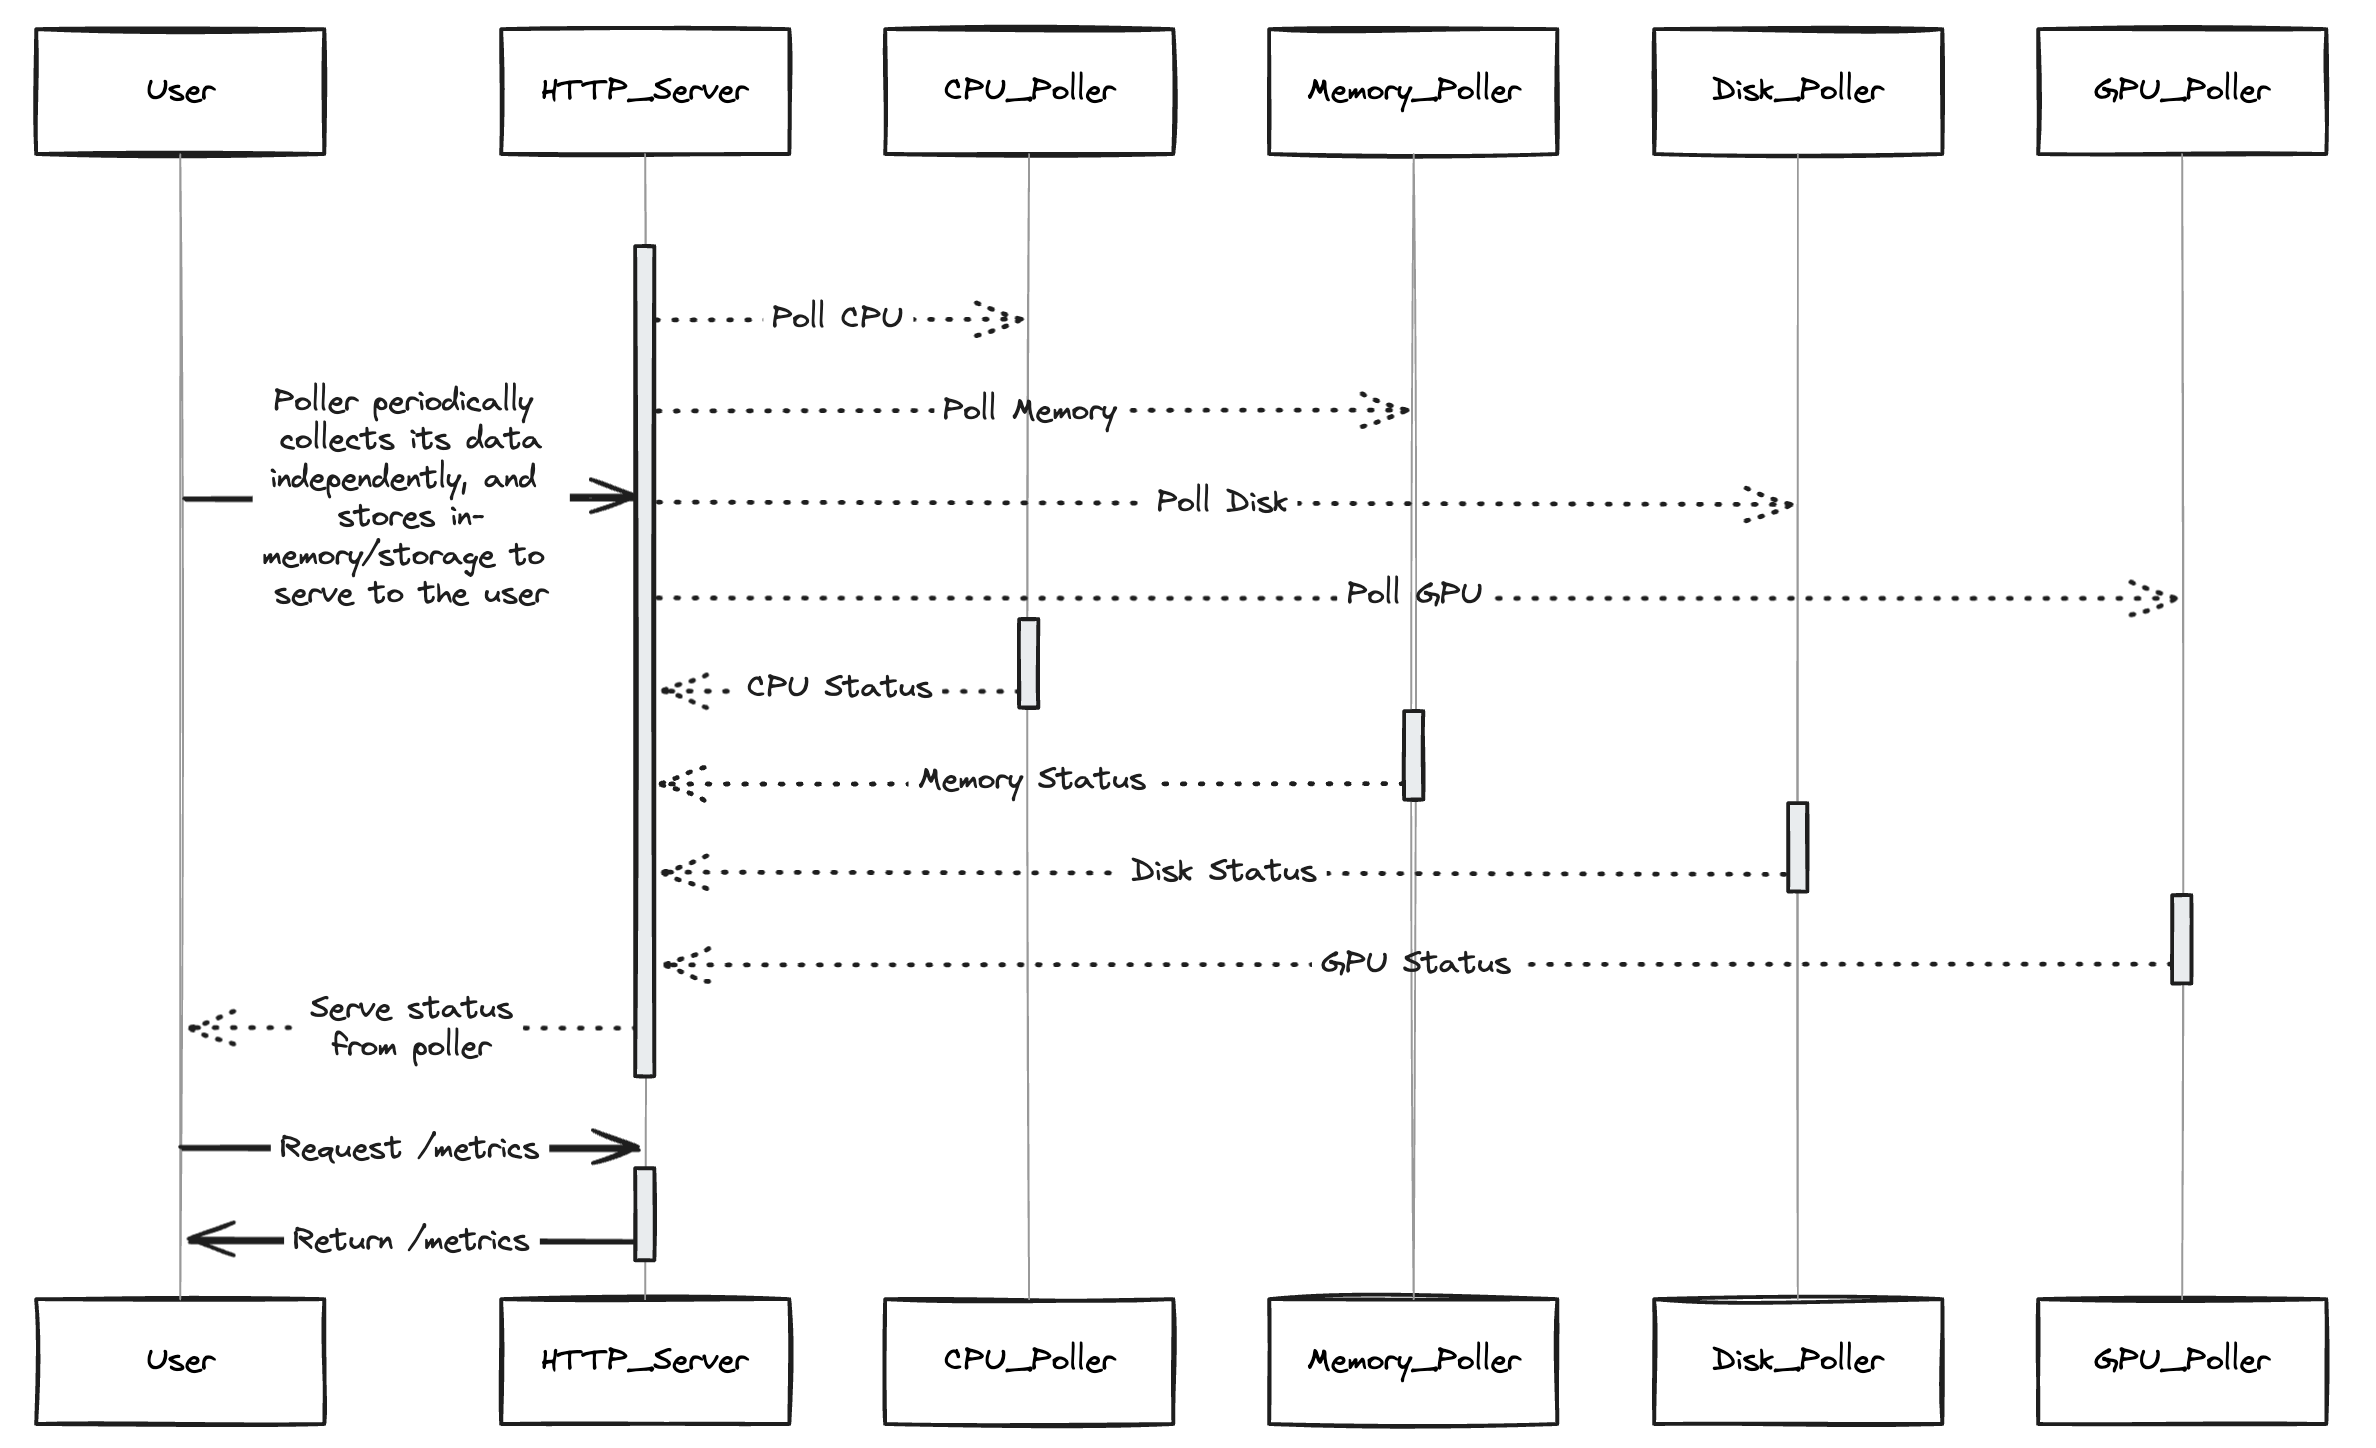 User
HTTP_Server
CPU_Poller
Memory_Poller
Disk_Poller
GPU_Poller
Poll CPU
Poller periodically
collects its data
independently, and
stores in-
memory/storage to
serve to the user
Poll Memory
Poll Disk
Poll GPU
CPU Status
Memory Status
Disk Status
GPU Status
Serve status
from poller
Request /metrics
Return /metrics
User
HTTP_Server
CPU_Poller
Memory_Poller
Disk_Poller
GPU_Poller